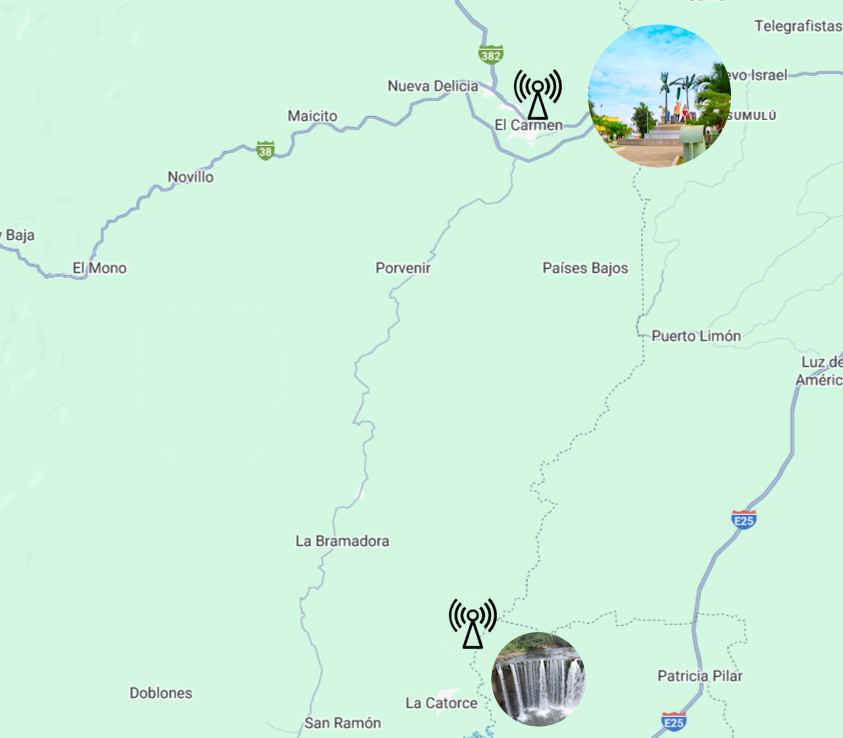 Telegrafistas
382
Nueva Delicia
evo Israel
Maicito
El Carmen
SUMULÚ
38
Novillo
Baja
El Mono
Porvenir
Países Bajos
Puerto Limón
Luz de
Améric
E25
La Bramadora
Patricia Pilar
Doblones
La Catorce
San Ramón
E25